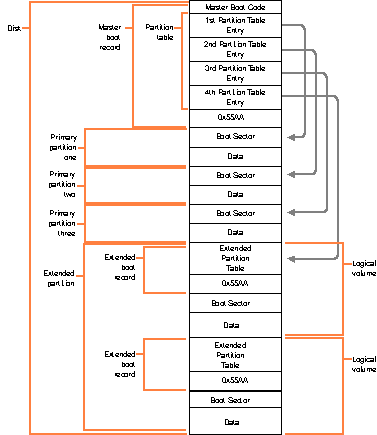 Master Boot Code
1st Partition Table
Entry
2nd Partition Table
Entry
3rd Partition Table
Entry
4th Partition Table
Entry
0x55AA
Boot Sector
Data
Boot Sector
Data
Boot Sector
Data
Extended
Partition
Table
0x55AA
Boot Sector
Data
Extended
Partition
Table
0x55AA
Boot Sector
Data
Disk
Master
boot
record
Partition
table
Primary
partition
one
Primary
partition
two
Primary
partition
three
Extended
partition
Extended
boot
record
Extended
boot
record
Logical
volume
Logical
volume